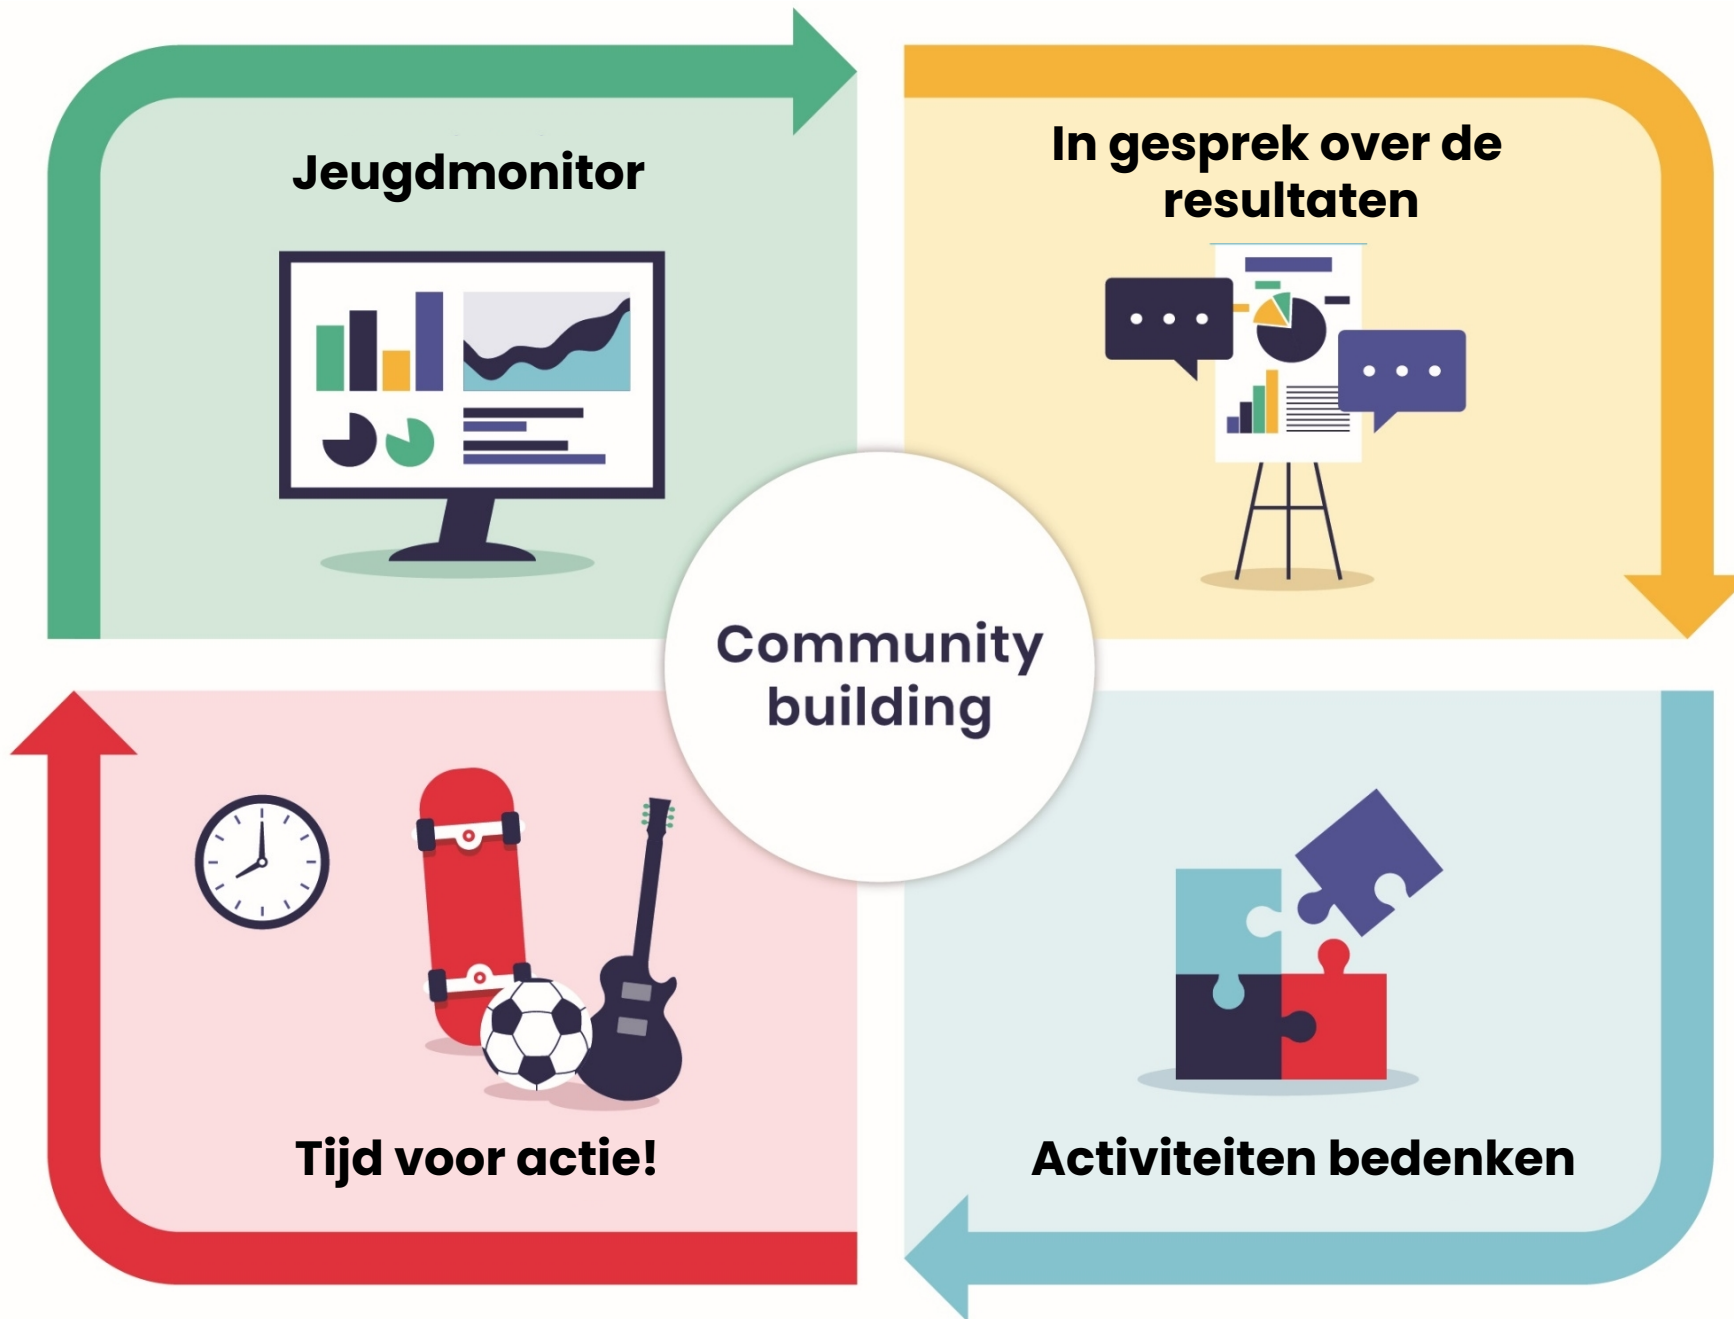 Jeugdmonitor
In gesprek over de
resultaten
Community
building
Tijd voor actie!
Activiteiten bedenken